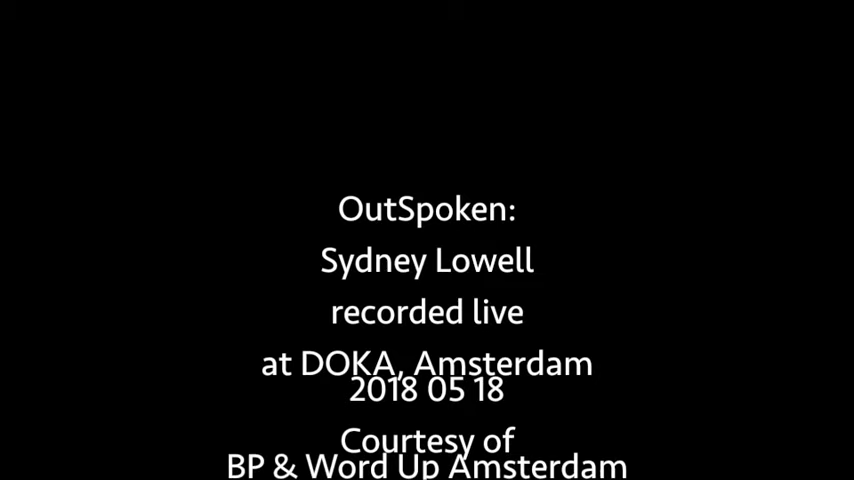 OutSpoken:
Sydney Lowell
recorded live
at DOKA, Amsterdam
2018 05 18
Courtesy of
BP & Word Up Amsterdam